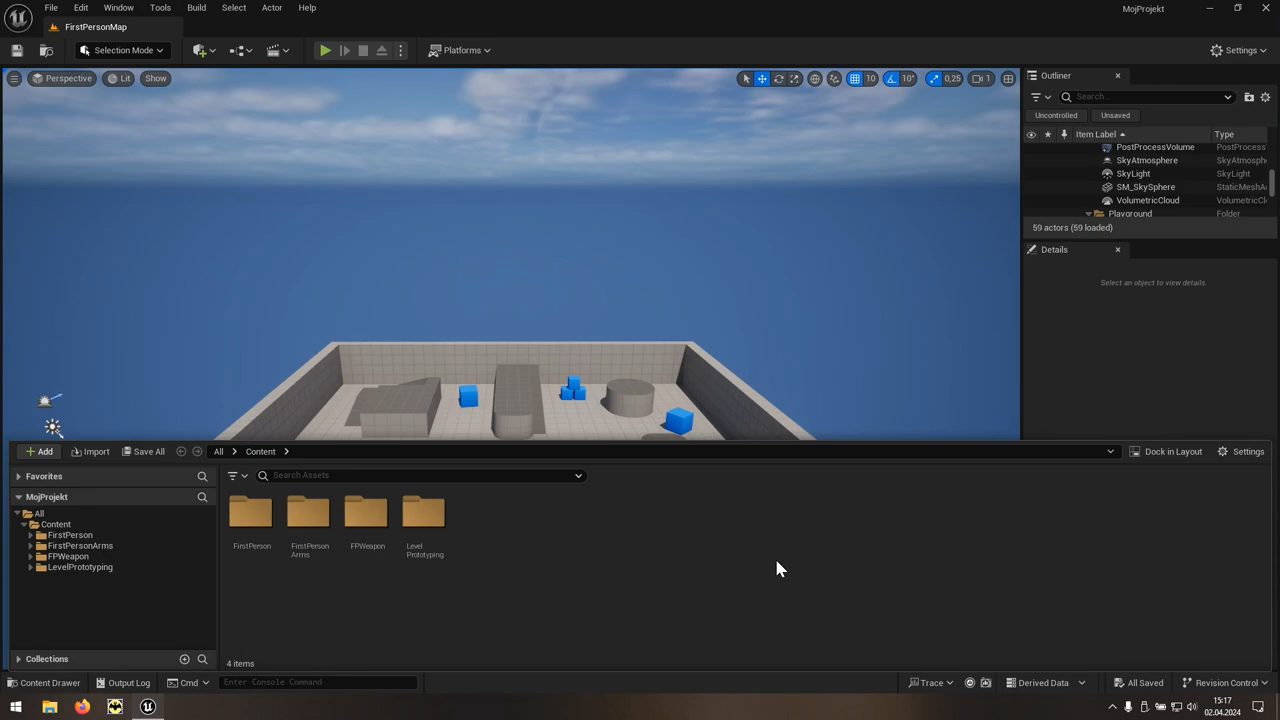 File Edit Window Tools Build Select Actor Help
MojProjekt
FirstPersonMap
Selection Mode
Platforms
Settings
Perspective Lit Show
10 10° 0,25 1
Outliner
Search...
Uncontrolled Unsaved
Item Label Type
PostProcessVolume PostProcess
SkyAtmosphere SkyAtmosph
SkyLight SkyLight
SM_SkySphere StaticMeshA
VolumetricCloud VolumetricCl
Playground Folder
59 actors (59 loaded)
Details
Select an object to view details.
Add Import Save All All Content Dock in Layout Settings
Favorites
Search Assets
MojProjekt
All
Content
FirstPerson
FirstPersonArms
FPWeapon
LevelPrototyping
FirstPerson
FirstPerson
Arms
FPWeapon
Level
Prototyping
Collections
4 items
Content Drawer Output Log Cmd Enter Console Command Trace Derived Data All Saved Revision Control
15:17
02.04.2024